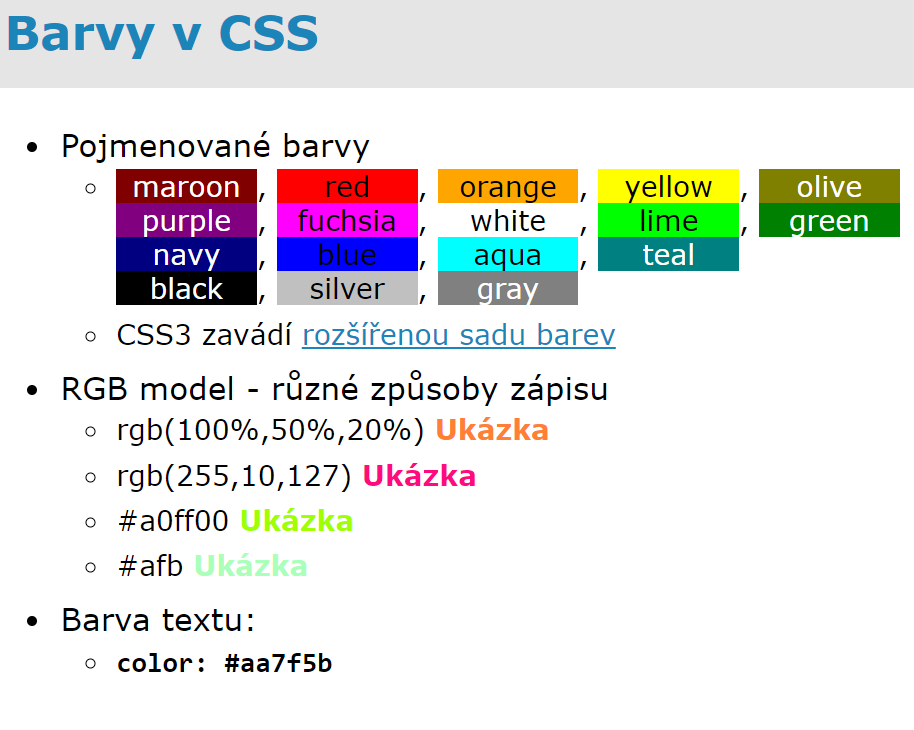 Barvy v CSS
Pojmenované barvy
maroon, red, orange, yellow, olive
purple, fuchsia, white, lime, green
navy, blue, aqua, teal
black, silver, gray
CSS3 zavádí rozšířenou sadu barev
RGB model - různé způsoby zápisu
rgb(100%,50%,20%) Ukázka
rgb(255,10,127) Ukázka
#a0ff00 Ukázka
#afb Ukázka
Barva textu:
color: #aa7f5b